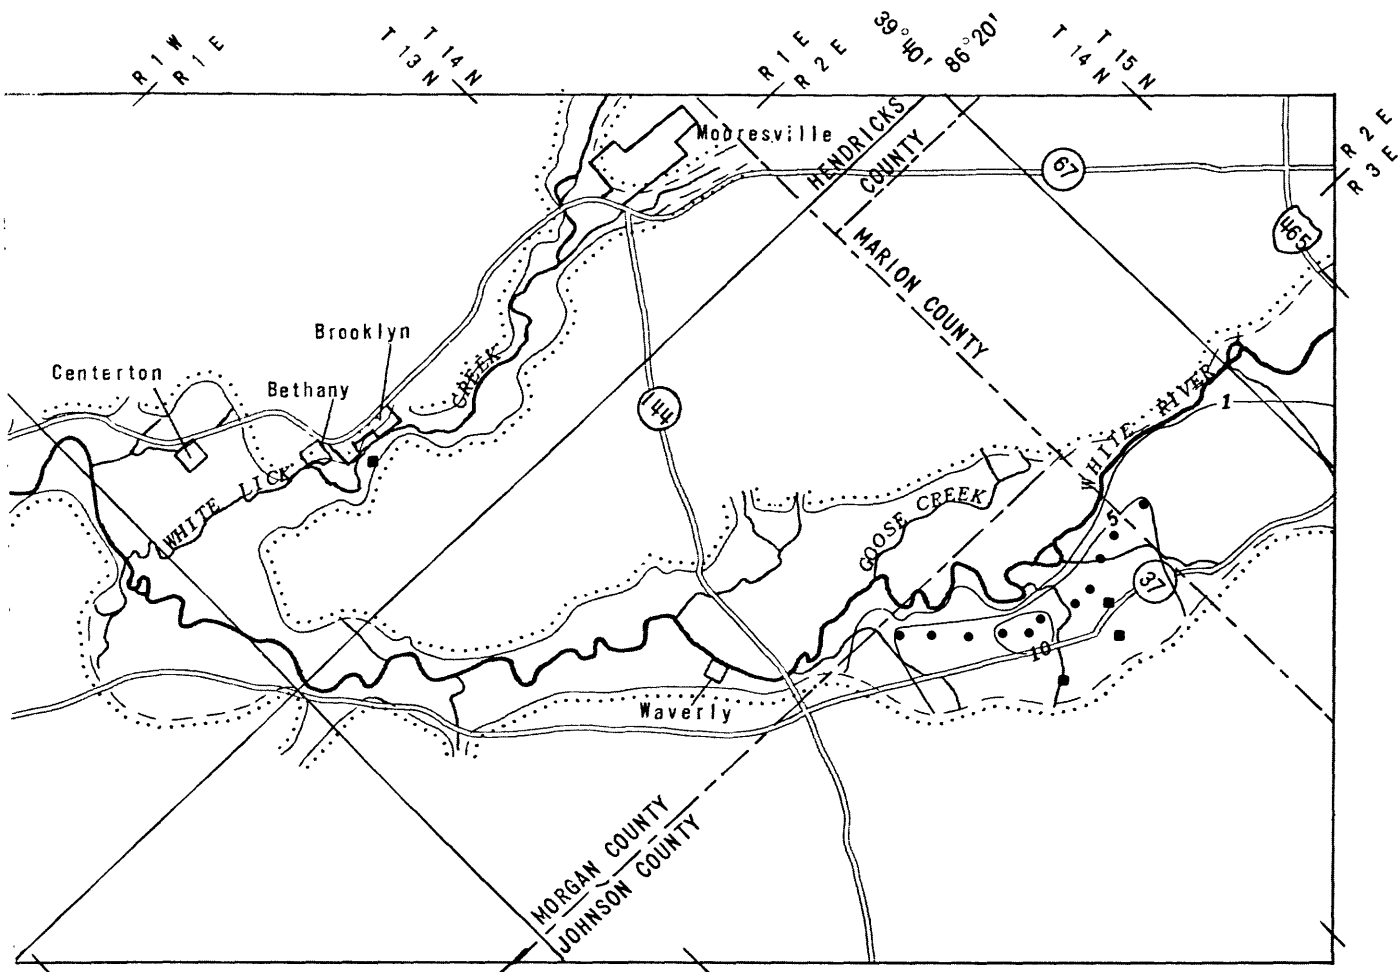 R 1 W
R 1 E
T 14 N
T 13 N
R 1 E
R 2 E
39°40'
86°20'
T 15 N
T 14 N
R 2 E
R 3 E
Mooresville
HENDRICKS
COUNTY
67
465
MARION COUNTY
Brooklyn
Centerton
Bethany
CREEK
144
WHITE RIVER
1
WHITE LICK
GOOSE CREEK
5
37
10
Waverly
MORGAN COUNTY
JOHNSON COUNTY